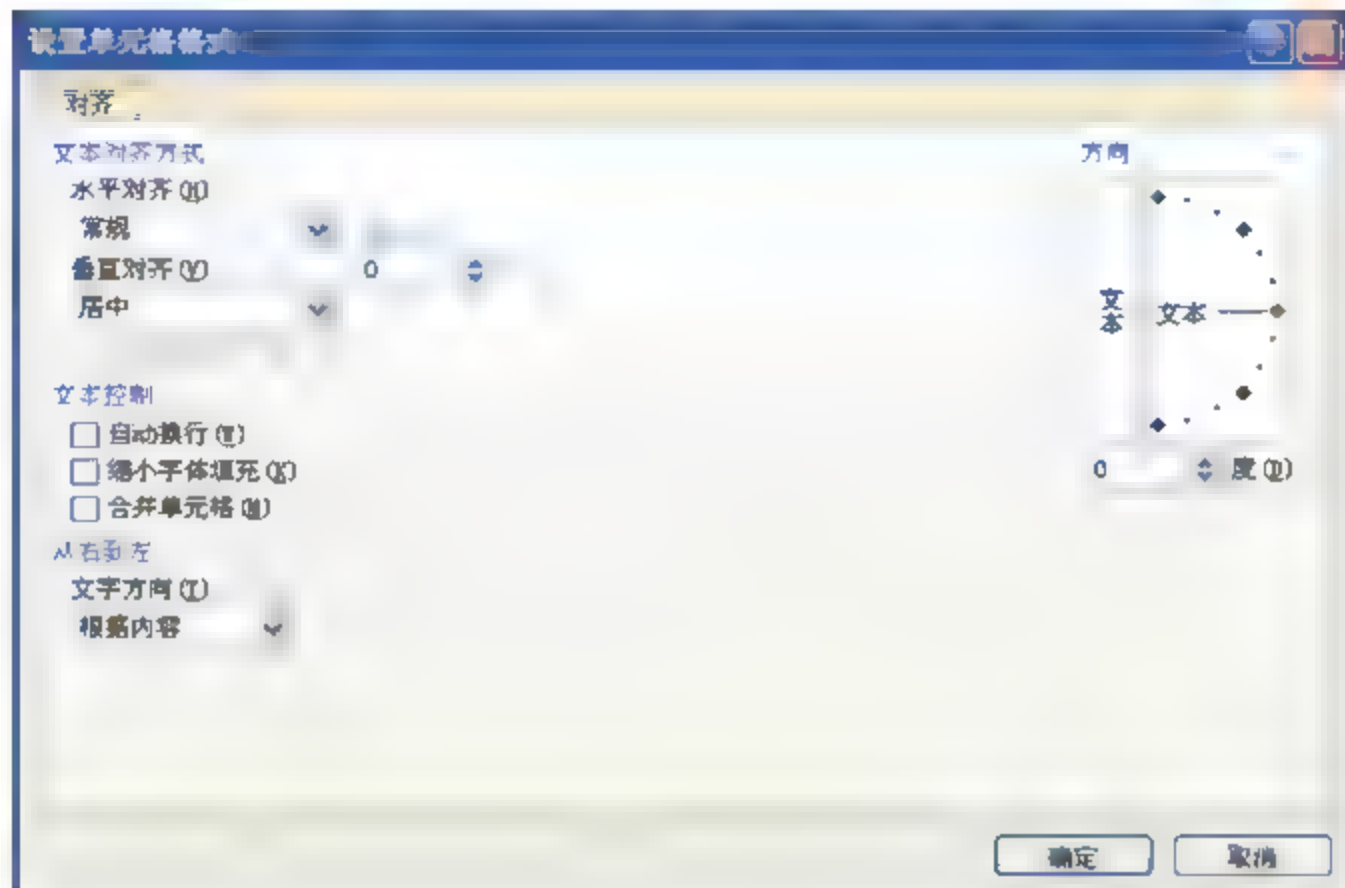 设置单元格格式
对齐
文本对齐方式
水平对齐(H)
常规
垂直对齐(V)
0
居中
文本控制
自动换行(W)
缩小字体填充(K)
合并单元格(M)
从右到左
文字方向(T)
根据内容
方向
文本
文本
0 度(D)
确定
取消